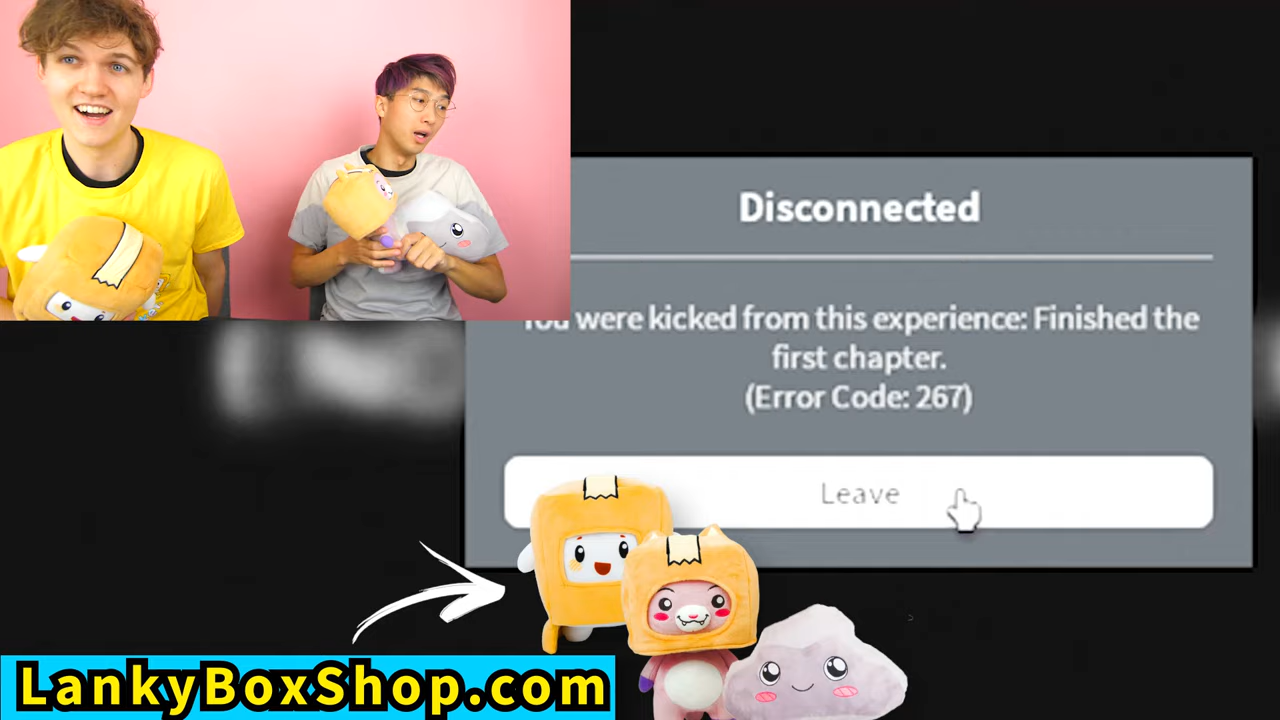 Disconnected
You were kicked from this experience: Finished the
first chapter.
(Error Code: 267)
Leave
LankyBoxShop.com